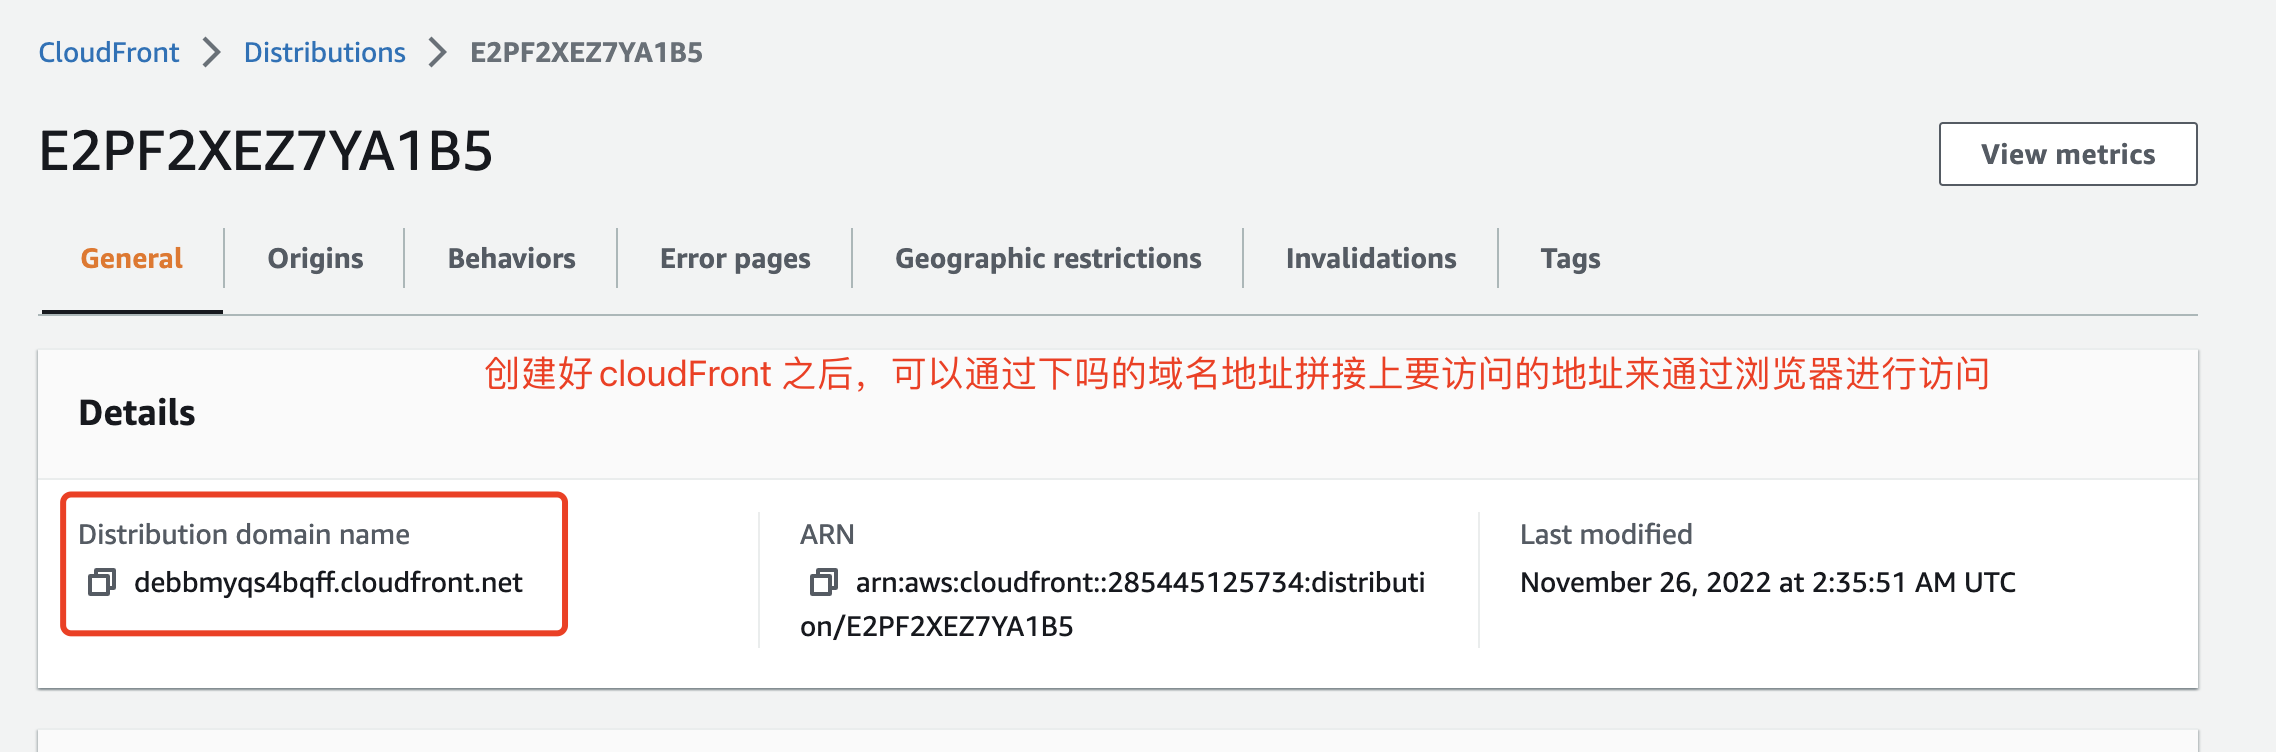 CloudFront > Distributions > E2PF2XEZ7YA1B5
E2PF2XEZ7YA1B5
View metrics
General Origins Behaviors Error pages Geographic restrictions Invalidations Tags
创建好 cloudFront 之后，可以通过下吗的域名地址拼接上要访问的地址来通过浏览器进行访问
Details
Distribution domain name
debbmyqs4bqff.cloudfront.net
ARN
arn:aws:cloudfront::285445125734:distributi
on/E2PF2XEZ7YA1B5
Last modified
November 26, 2022 at 2:35:51 AM UTC